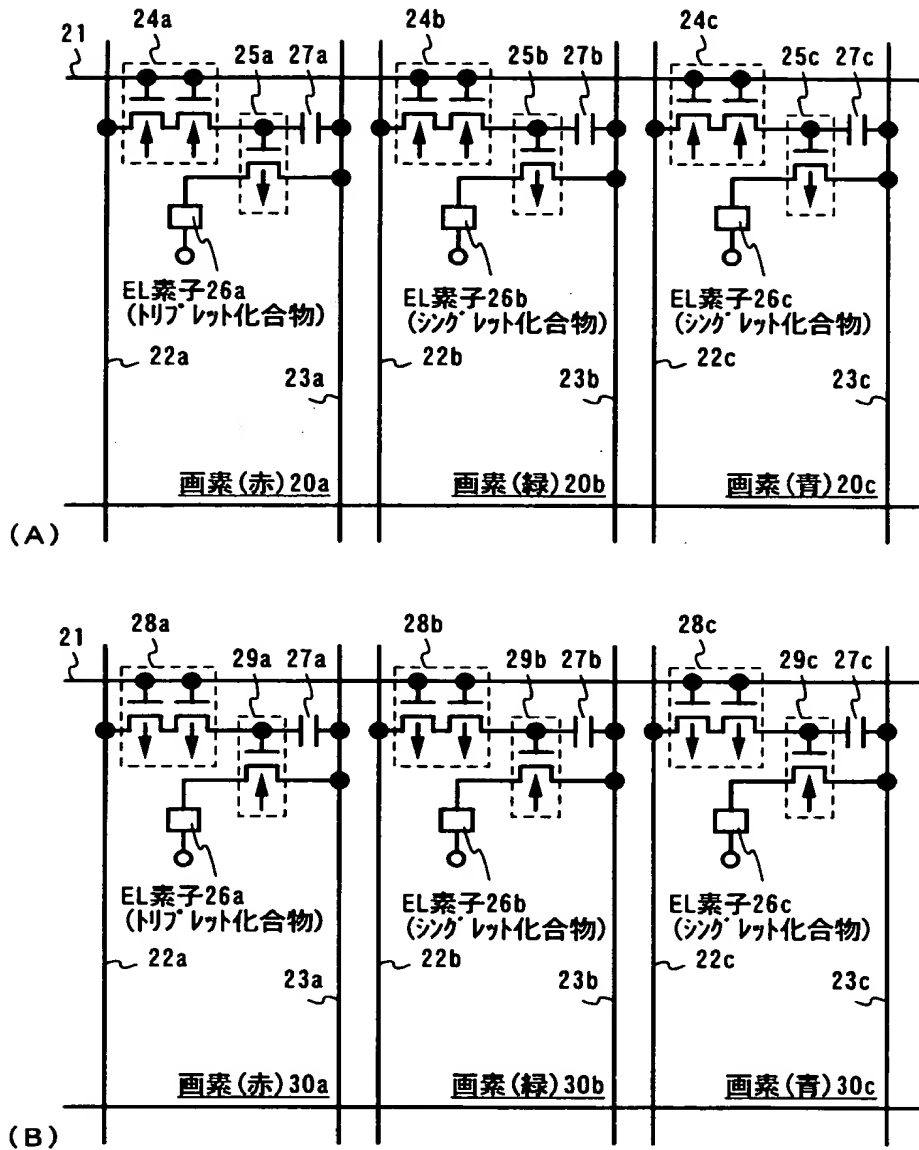 24a 24b 24c
21 25a 27a 25b 27b 25c 27c
EL素子26a EL素子26b EL素子26c
(トリプレット化合物) (シングレット化合物) (シングレット化合物)
22a 22b 22c
23a 23b 23c
画素(赤)20a 画素(緑)20b 画素(青)20c
(A)
28a 28b 28c
21 29a 27a 29b 27b 29c 27c
EL素子26a EL素子26b EL素子26c
(トリプレット化合物) (シングレット化合物) (シングレット化合物)
22a 22b 22c
23a 23b 23c
画素(赤)30a 画素(緑)30b 画素(青)30c
(B)